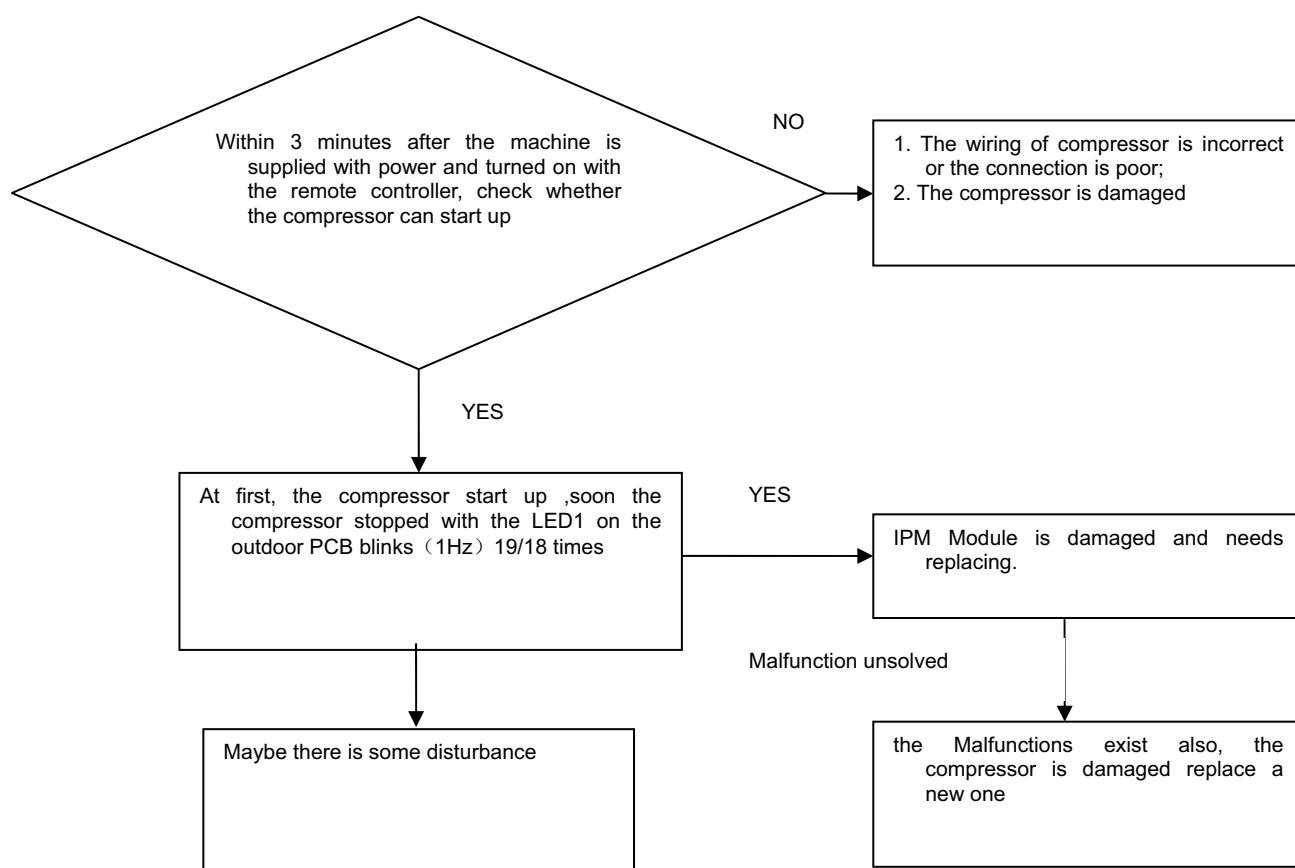 Within 3 minutes after the machine is
supplied with power and turned on with
the remote controller, check whether
the compressor can start up
NO
1. The wiring of compressor is incorrect
or the connection is poor;
2. The compressor is damaged
YES
At first, the compressor start up ,soon the
compressor stopped with the LED1 on the
outdoor PCB blinks（1Hz）19/18 times
YES
IPM Module is damaged and needs
replacing.
Malfunction unsolved
Maybe there is some disturbance
the Malfunctions exist also, the
compressor is damaged replace a
new one